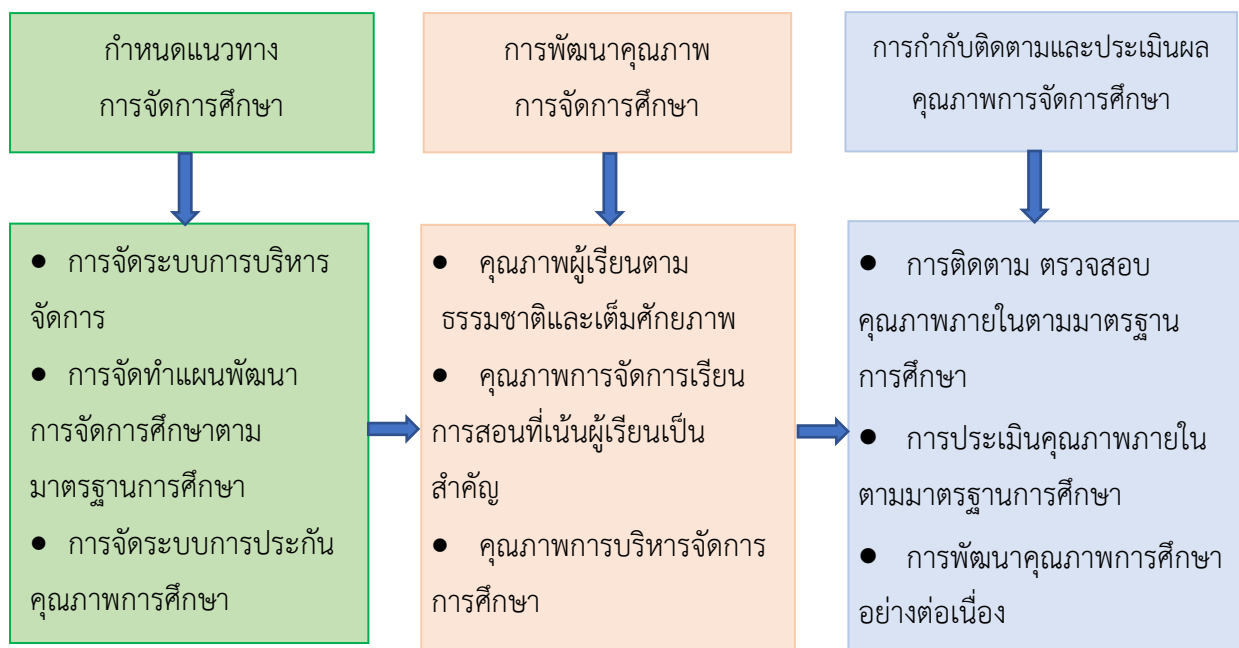 กำหนดแนวทาง
การจัดการศึกษา
การพัฒนาคุณภาพ
การจัดการศึกษา
การกำกับติดตามและประเมินผล
คุณภาพการจัดการศึกษา
● การจัดระบบการบริหาร
จัดการ
● การจัดทำแผนพัฒนา
การจัดการศึกษาตาม
มาตรฐานการศึกษา
● การจัดระบบการประกัน
คุณภาพการศึกษา
● คุณภาพผู้เรียนตาม
ธรรมชาติและเต็มศักยภาพ
● คุณภาพการจัดการเรียน
การสอนที่เน้นผู้เรียนเป็น
สำคัญ
● คุณภาพการบริหารจัดการ
การศึกษา
● การติดตาม ตรวจสอบ
คุณภาพภายในตามมาตรฐาน
การศึกษา
● การประเมินคุณภาพภายใน
ตามมาตรฐานการศึกษา
● การพัฒนาคุณภาพการศึกษา
อย่างต่อเนื่อง